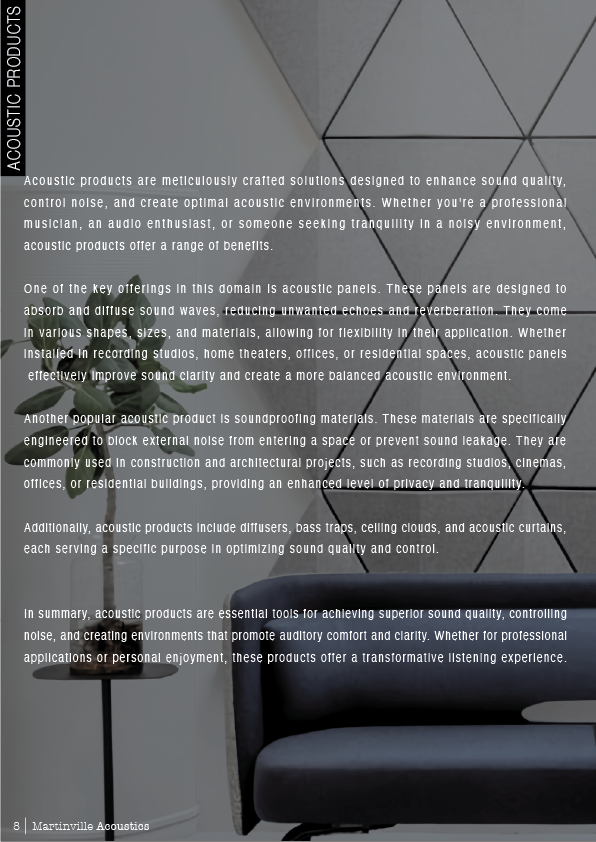 ACOUSTIC PRODUCTS
Acoustic products are meticulously crafted solutions designed to enhance sound quality,
control noise, and create optimal acoustic environments. Whether you're a professional
musician, an audio enthusiast, or someone seeking tranquility in a noisy environment,
acoustic products offer a range of benefits.
One of the key offerings in this domain is acoustic panels. These panels are designed to
absorb and diffuse sound waves, reducing unwanted echoes and reverberation. They come
in various shapes, sizes, and materials, allowing for flexibility in their application. Whether
installed in recording studios, home theaters, offices, or residential spaces, acoustic panels
effectively improve sound clarity and create a more balanced acoustic environment.
Another popular acoustic product is soundproofing materials. These materials are specifically
engineered to block external noise from entering a space or prevent sound leakage. They are
commonly used in construction and architectural projects, such as recording studios, cinemas,
offices, or residential buildings, providing an enhanced level of privacy and tranquility.
Additionally, acoustic products include diffusers, bass traps, ceiling clouds, and acoustic curtains,
each serving a specific purpose in optimizing sound quality and control.
In summary, acoustic products are essential tools for achieving superior sound quality, controlling
noise, and creating environments that promote auditory comfort and clarity. Whether for professional
applications or personal enjoyment, these products offer a transformative listening experience.
8 | Martinville Acoustics